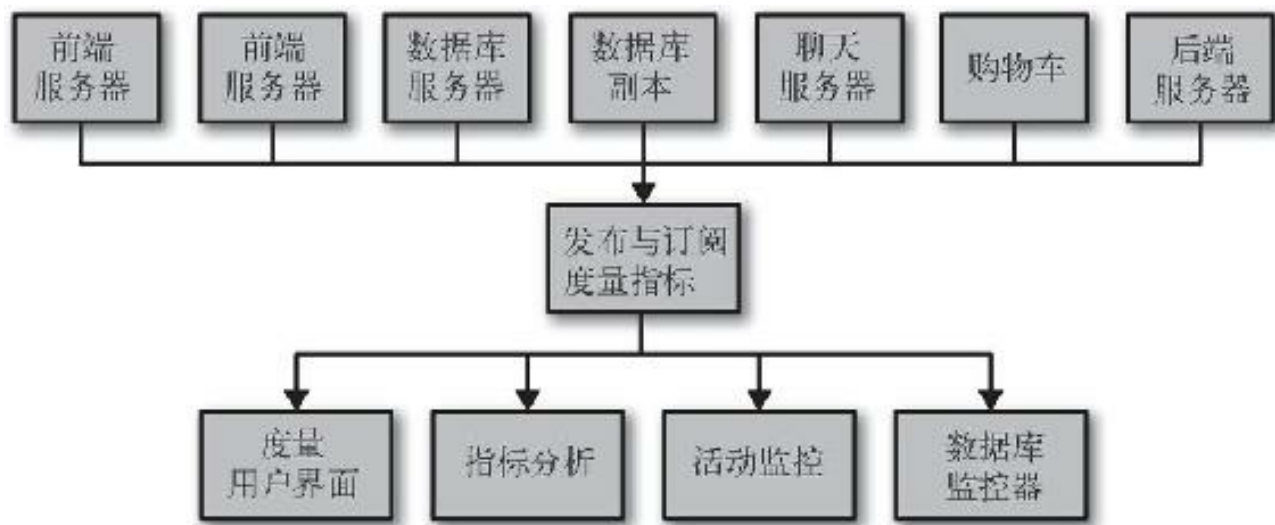 前端
服务器
前端
服务器
数据库
服务器
数据库
副本
聊天
服务器
购物车
后端
服务器
发布与订阅
度量指标
度量
用户界面
指标分析
活动监控
数据库
监控器